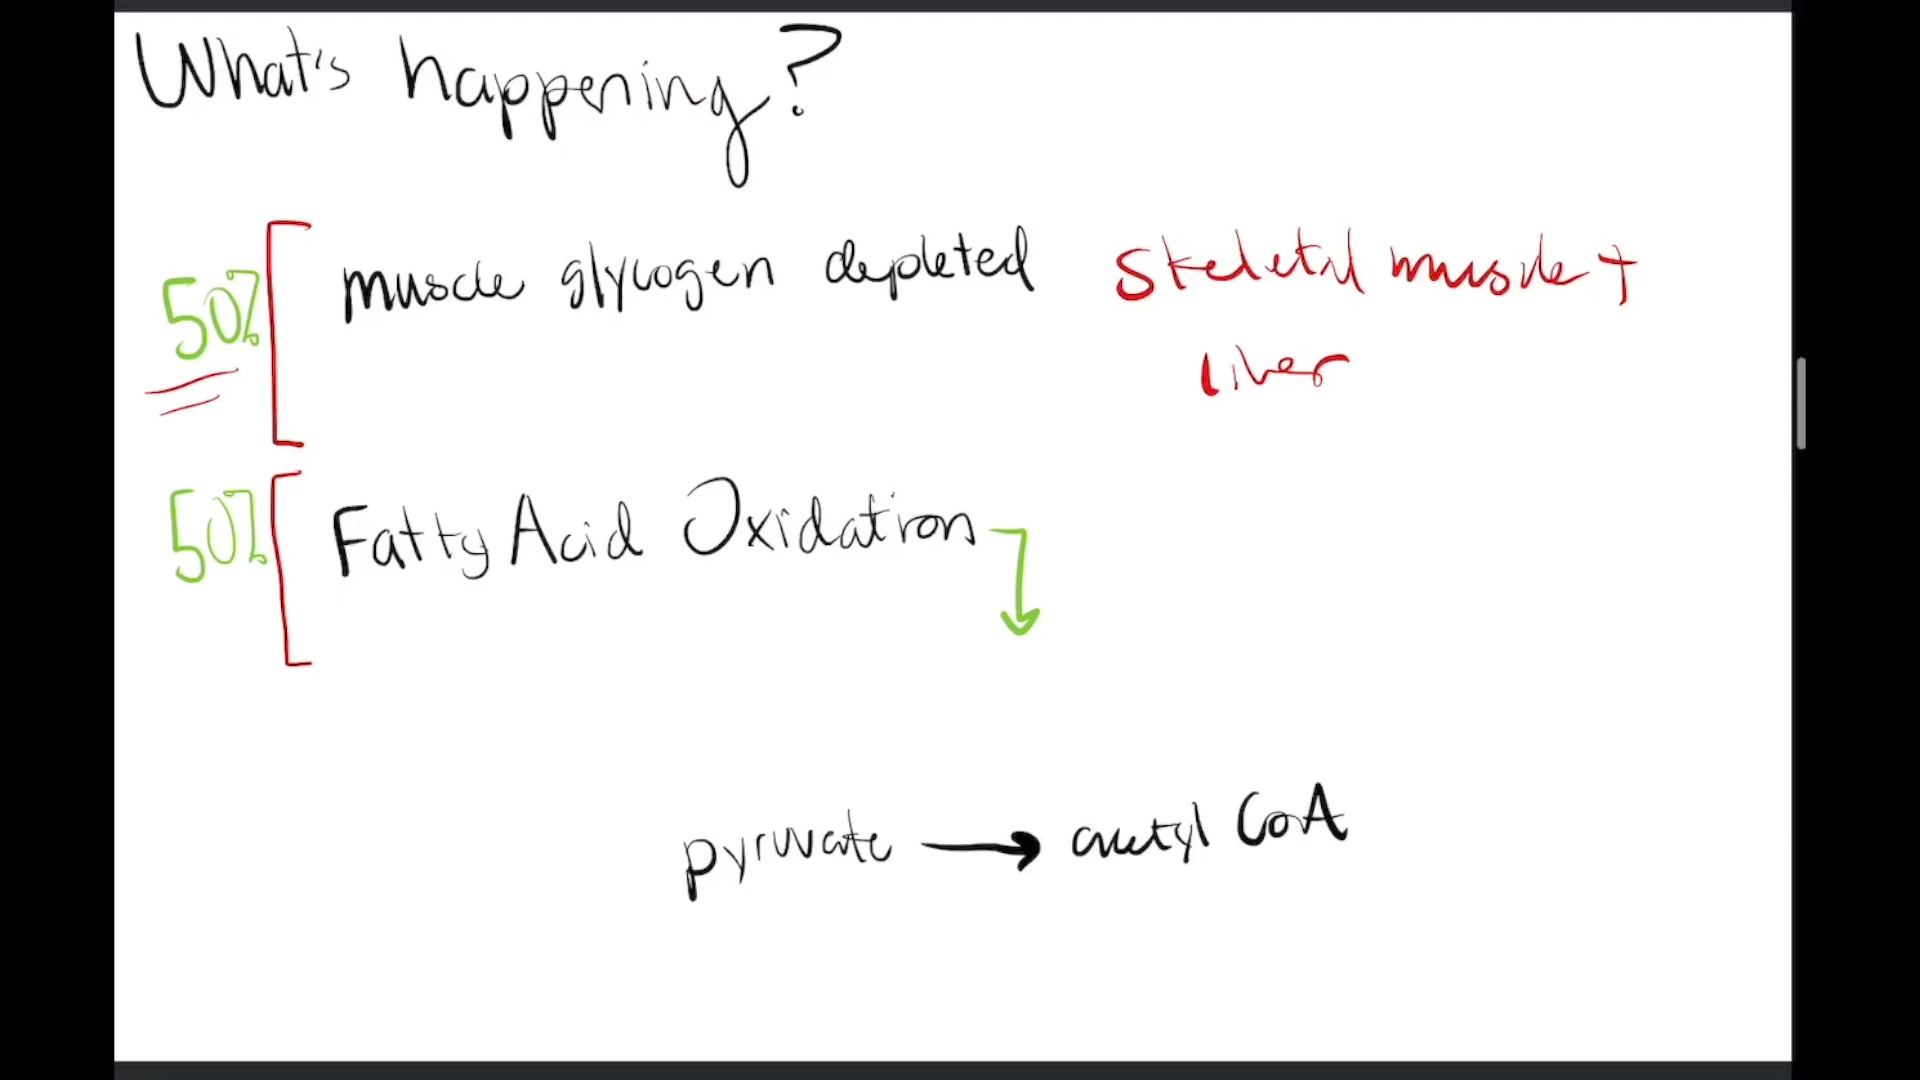 What's happening?
50% muscle glycogen depleted skeletal muscle +
liver
50% Fatty Acid Oxidation
pyruvate → acetyl CoA